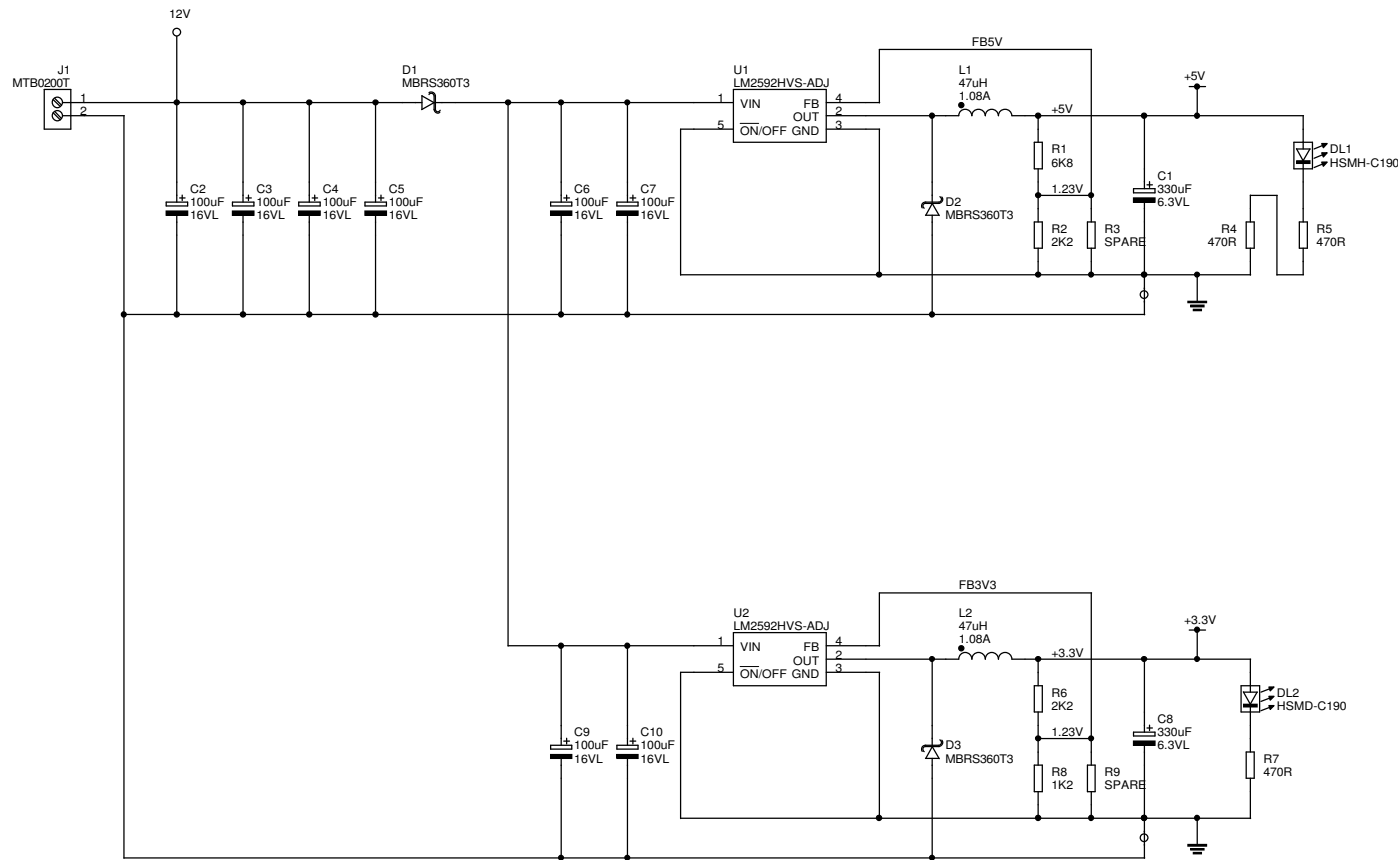 12V
J1
MTB0200T
1
2
D1
MBRS360T3
C2
100uF
16VL
+
C3
100uF
16VL
+
C4
100uF
16VL
+
C5
100uF
16VL
+
C6
100uF
16VL
+
C7
100uF
16VL
+
U1
LM2592HVS-ADJ
1
VIN
FB
4
OUT
2
5
ON/OFF
GND
3
FB5V
L1
47uH
1.08A
+5V
+5V
R1
6K8
1.23V
D2
MBRS360T3
R2
2K2
R3
SPARE
C1
330uF
6.3VL
+
DL1
HSMH-C190
R4
470R
R5
470R
C9
100uF
16VL
+
C10
100uF
16VL
+
U2
LM2592HVS-ADJ
1
VIN
FB
4
OUT
2
5
ON/OFF
GND
3
FB3V3
L2
47uH
1.08A
+3.3V
+3.3V
R6
2K2
1.23V
D3
MBRS360T3
R8
1K2
R9
SPARE
C8
330uF
6.3VL
+
DL2
HSMD-C190
R7
470R